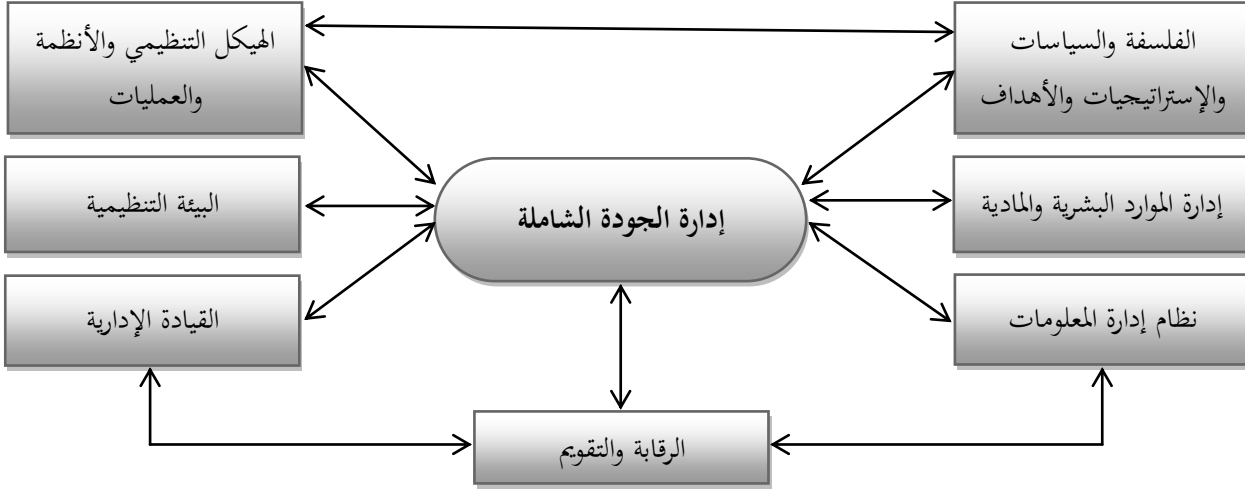 الفلسفة والسياسات
والإستراتيجيات والأهداف
الهيكل التنظيمي والأنظمة
والعمليات
إدارة الموارد البشرية والمادية
إدارة الجودة الشاملة
البيئة التنظيمية
نظام إدارة المعلومات
القيادة الإدارية
الرقابة والتقويم